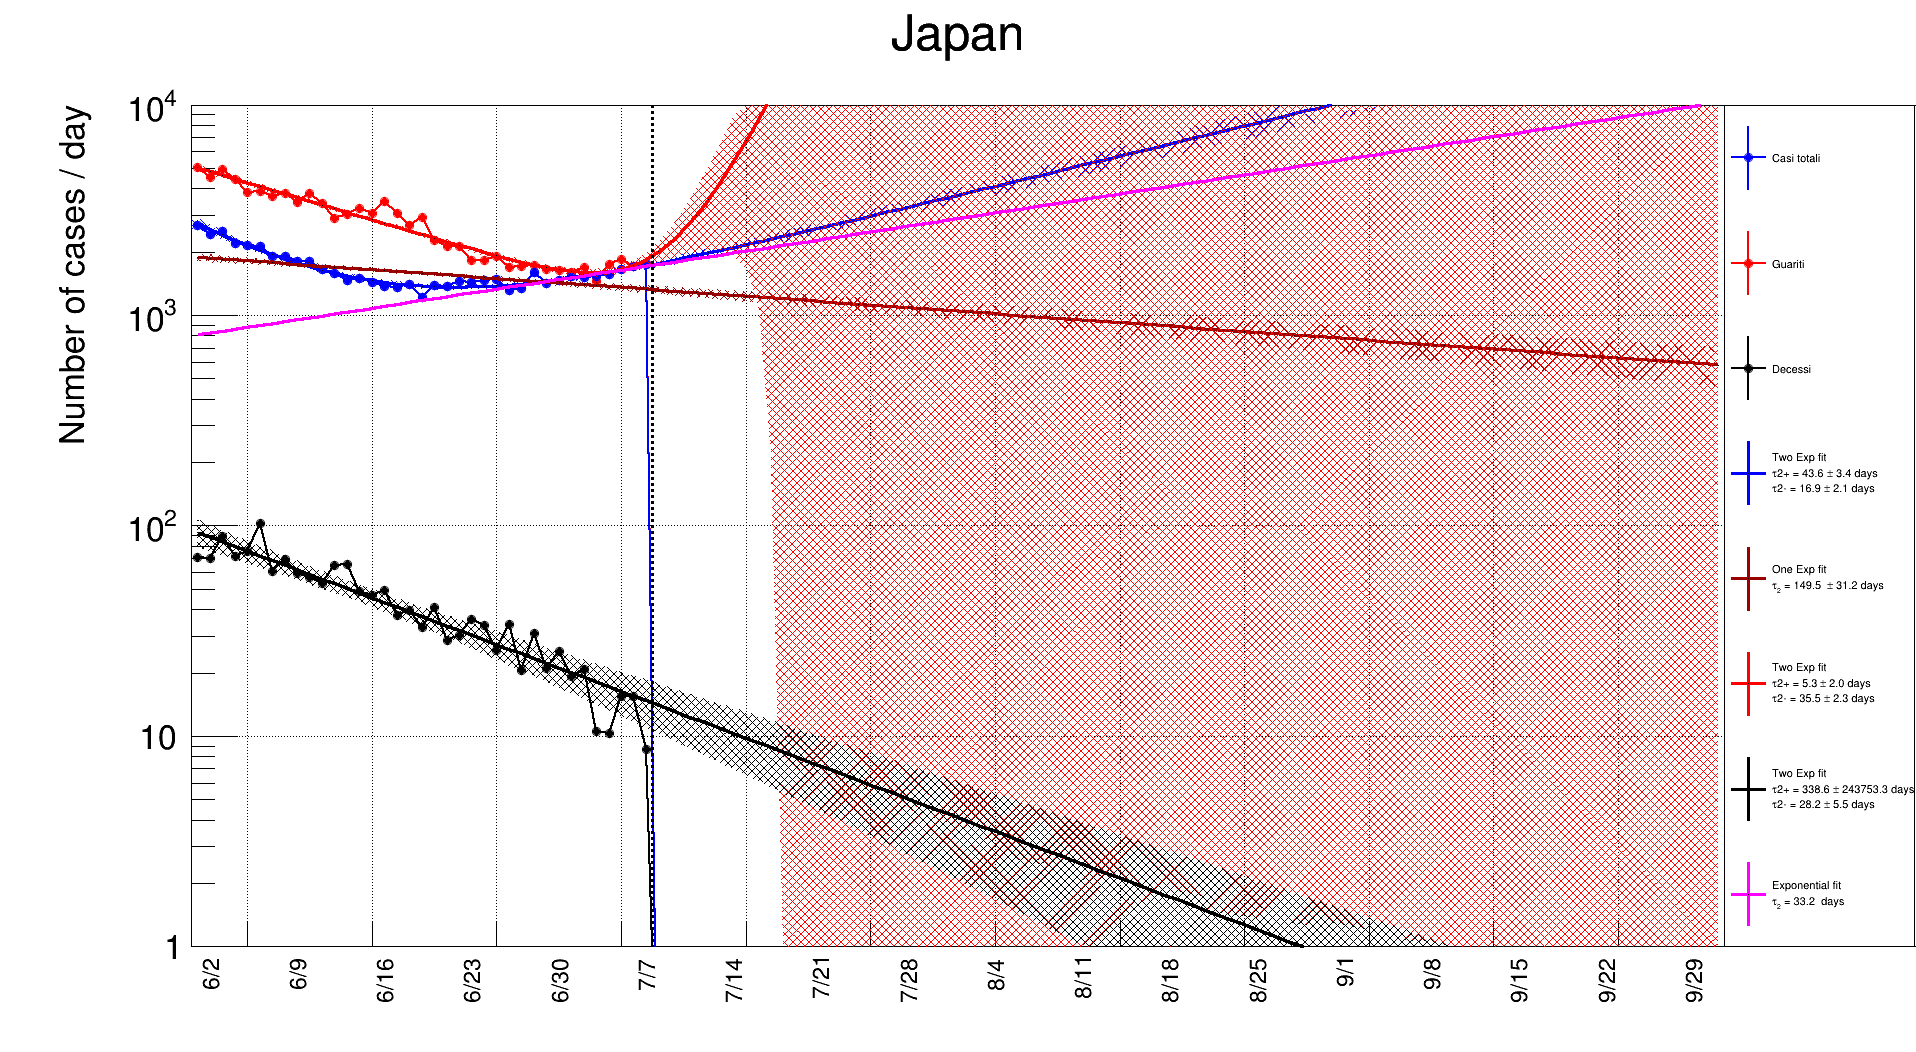 Japan
Number of cases / day
10^4
10^3
10^2
10
1
6/2
6/9
6/16
6/23
6/30
7/7
7/14
7/21
7/28
8/4
8/11
8/18
8/25
9/1
9/8
9/15
9/22
9/29
Casi totali
Guariti
Decessi
Two Exp fit
τ2+ = 43.6 ± 3.4 days
τ2- = 16.9 ± 2.1 days
One Exp fit
τ₂ = 149.5 ± 31.2 days
Two Exp fit
τ2+ = 5.3 ± 2.0 days
τ2- = 35.5 ± 2.3 days
Two Exp fit
τ2+ = 338.6 ± 243753.3 days
τ2- = 28.2 ± 5.5 days
Exponential fit
τ₂ = 33.2 days